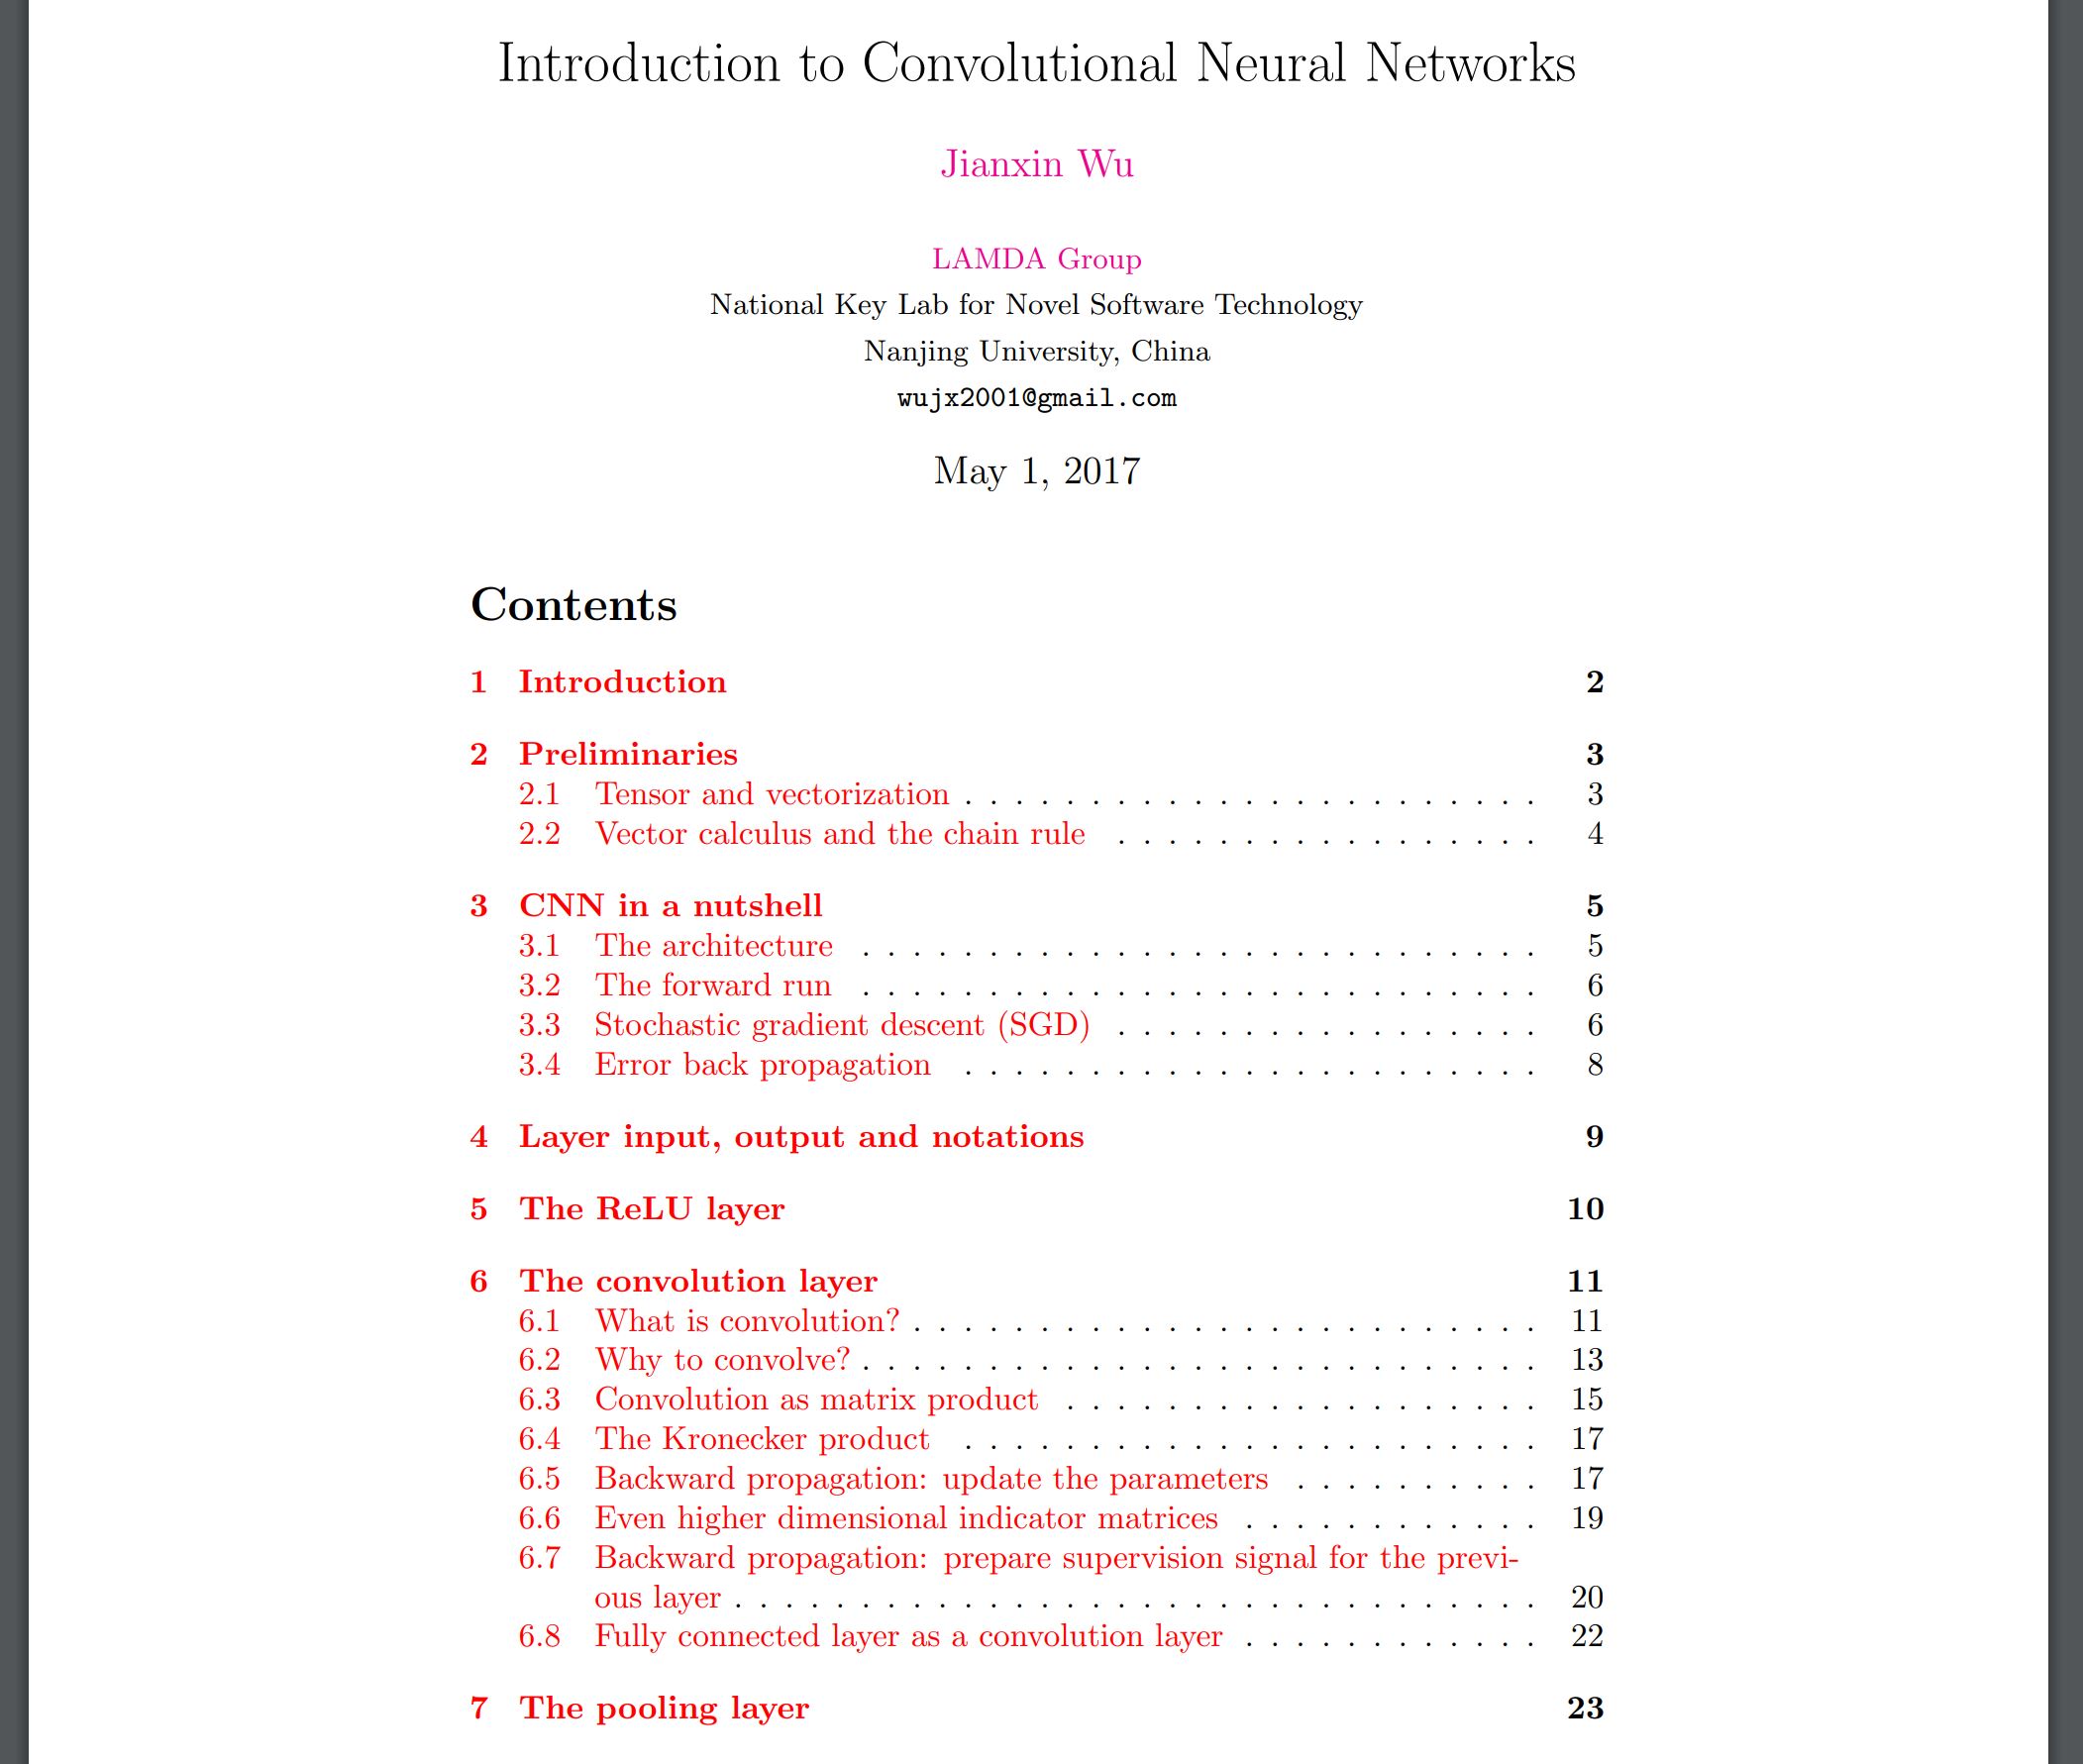 Introduction to Convolutional Neural Networks
Jianxin Wu
LAMDA Group
National Key Lab for Novel Software Technology
Nanjing University, China
wujx2001@gmail.com
May 1, 2017
Contents
1 Introduction 2
2 Preliminaries 3
2.1 Tensor and vectorization . . . . . . . . . . . . . . . . . . . . . . . 3
2.2 Vector calculus and the chain rule . . . . . . . . . . . . . . . . . 4
3 CNN in a nutshell 5
3.1 The architecture . . . . . . . . . . . . . . . . . . . . . . . . . . . 5
3.2 The forward run . . . . . . . . . . . . . . . . . . . . . . . . . . . 6
3.3 Stochastic gradient descent (SGD) . . . . . . . . . . . . . . . . . 6
3.4 Error back propagation . . . . . . . . . . . . . . . . . . . . . . . 8
4 Layer input, output and notations 9
5 The ReLU layer 10
6 The convolution layer 11
6.1 What is convolution? . . . . . . . . . . . . . . . . . . . . . . . . . 11
6.2 Why to convolve? . . . . . . . . . . . . . . . . . . . . . . . . . . . 13
6.3 Convolution as matrix product . . . . . . . . . . . . . . . . . . . 15
6.4 The Kronecker product . . . . . . . . . . . . . . . . . . . . . . . 17
6.5 Backward propagation: update the parameters . . . . . . . . . . 17
6.6 Even higher dimensional indicator matrices . . . . . . . . . . . . 19
6.7 Backward propagation: prepare supervision signal for the previ-
ous layer . . . . . . . . . . . . . . . . . . . . . . . . . . . . . . . . 20
6.8 Fully connected layer as a convolution layer . . . . . . . . . . . . 22
7 The pooling layer 23